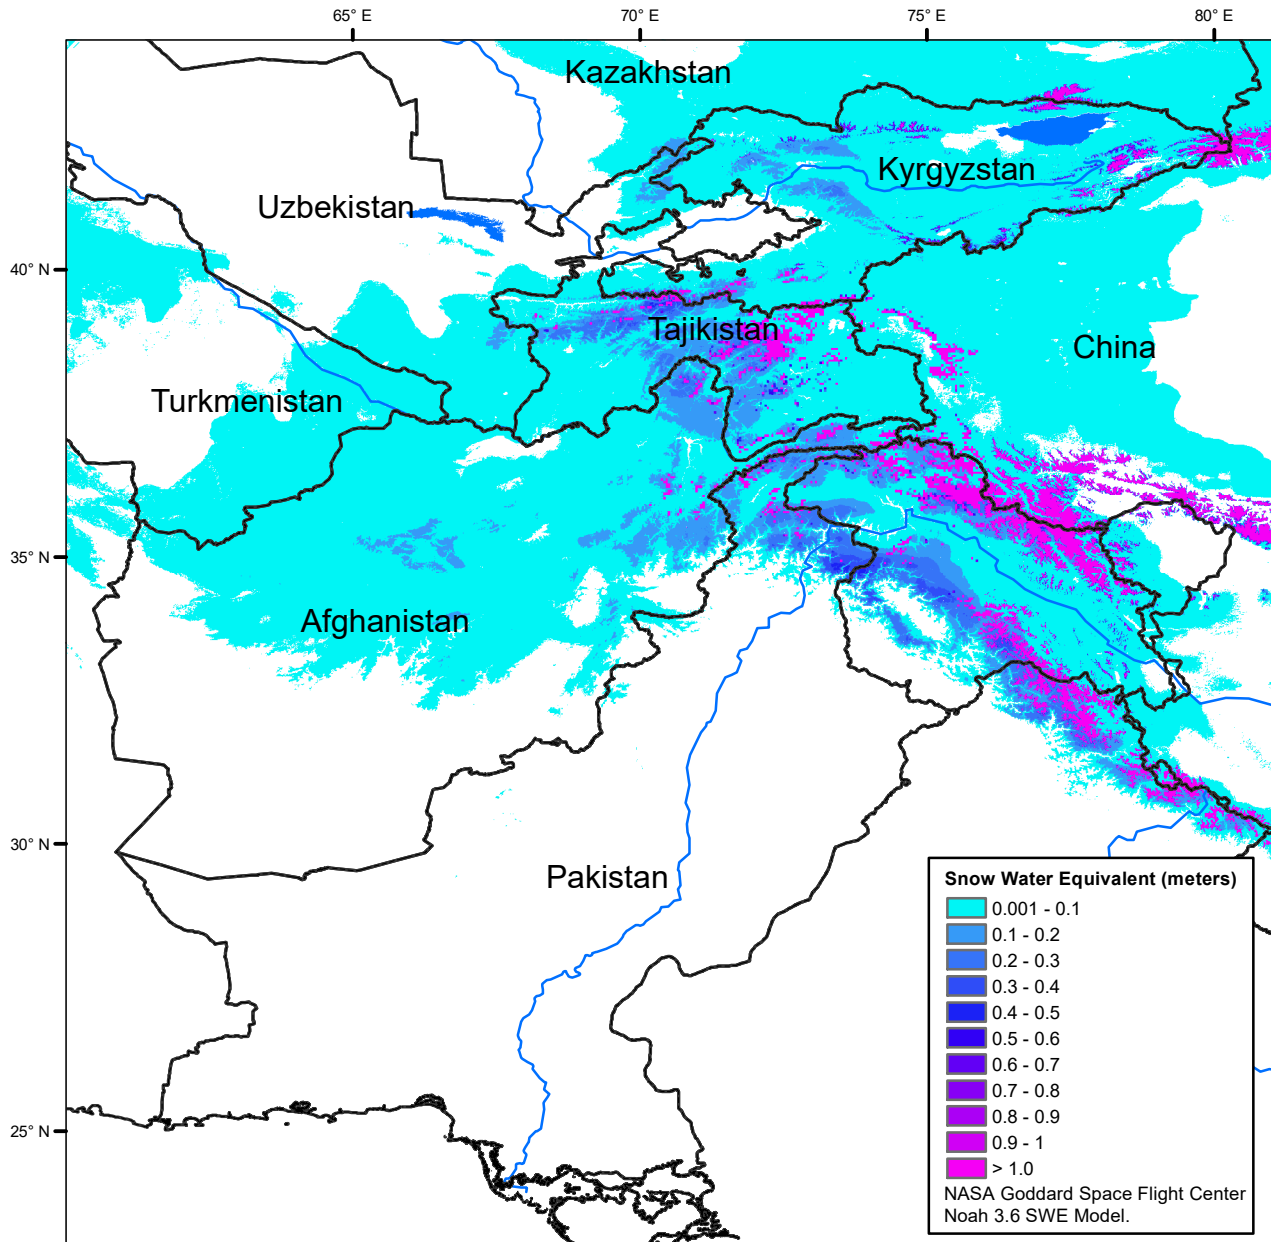 65° E
70° E
75° E
80° E
Kazakhstan
Kyrgyzstan
Uzbekistan
40° N
Tajikistan
China
Turkmenistan
35° N
Afghanistan
30° N
Pakistan
25° N
Snow Water Equivalent (meters)
0.001 - 0.1
0.1 - 0.2
0.2 - 0.3
0.3 - 0.4
0.4 - 0.5
0.5 - 0.6
0.6 - 0.7
0.7 - 0.8
0.8 - 0.9
0.9 - 1
> 1.0
NASA Goddard Space Flight Center
Noah 3.6 SWE Model.